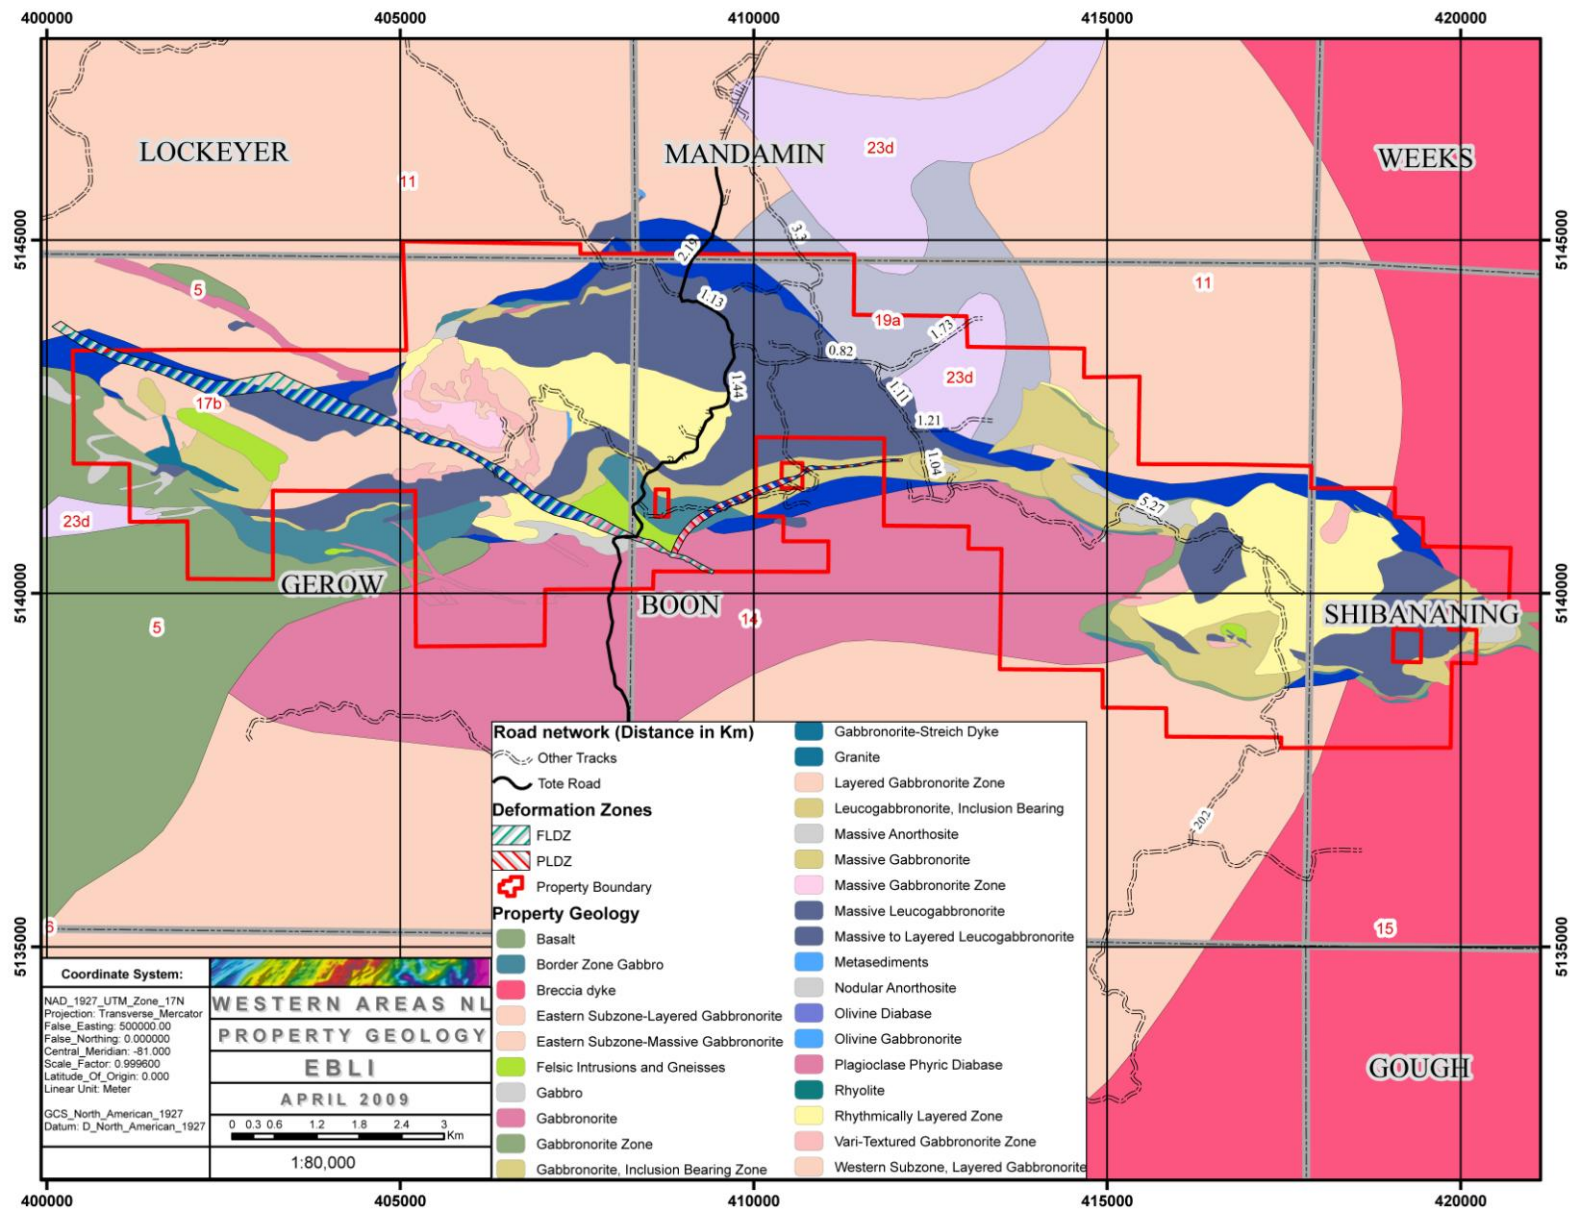 400000 405000 410000 415000 420000
LOCKEYER
MANDAMIN
WEEKS
23d
11
5145000
5145000
3.3
2.19
11
5
1.13
19a
1.73
0.82
1.44
23d
1.11
17b
1.21
1.04
5.27
23d
5140000
5140000
GEROW
BOON
14
SHIBANANING
5
202
6
15
5135000
5135000
GOUGH
Road network (Distance in Km)
Other Tracks
Tote Road
Deformation Zones
FLDZ
PLDZ
Property Boundary
Property Geology
Basalt
Border Zone Gabbro
Breccia dyke
Eastern Subzone-Layered Gabbronorite
Eastern Subzone-Massive Gabbronorite
Felsic Intrusions and Gneisses
Gabbro
Gabbronorite
Gabbronorite Zone
Gabbronorite, Inclusion Bearing Zone
Gabbronorite-Streich Dyke
Granite
Layered Gabbronorite Zone
Leucogabbronorite, Inclusion Bearing
Massive Anorthosite
Massive Gabbronorite
Massive Gabbronorite Zone
Massive Leucogabbronorite
Massive to Layered Leucogabbronorite
Metasediments
Nodular Anorthosite
Olivine Diabase
Olivine Gabbronorite
Plagioclase Phyric Diabase
Rhyolite
Rhythmically Layered Zone
Vari-Textured Gabbronorite Zone
Western Subzone, Layered Gabbronorite
Coordinate System:
NAD_1927_UTM_Zone_17N
Projection: Transverse_Mercator
False_Easting: 500000.00
False_Northing: 0.000000
Central_Meridian: -81.000
Scale_Factor: 0.999600
Latitude_Of_Origin: 0.000
Linear Unit: Meter
GCS_North_American_1927
Datum: D_North_American_1927
WESTERN AREAS NL
PROPERTY GEOLOGY
EBLI
APRIL 2009
0 0.3 0.6 1.2 1.8 2.4 3
Km
1:80,000
400000 405000 410000 415000 420000